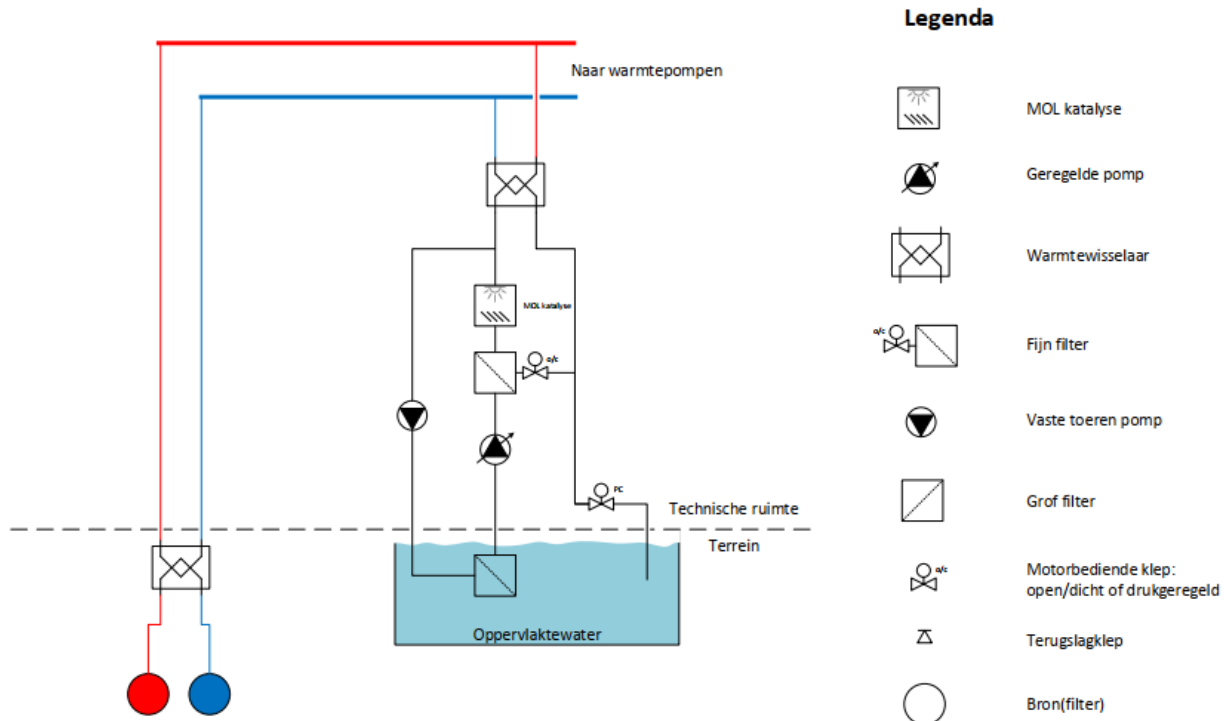 Legenda
Naar warmtepompen
MOL katalyse
Geregelde pomp
Warmtewisselaar
MOL katalyse
o/c
o/c
Fijn filter
Vaste toeren pomp
PC
Grof filter
Technische ruimte
Terrein
o/c
Motorbediende klep:
open/dicht of drukgeregeld
Oppervlaktewater
Terugslagklep
Bron(filter)